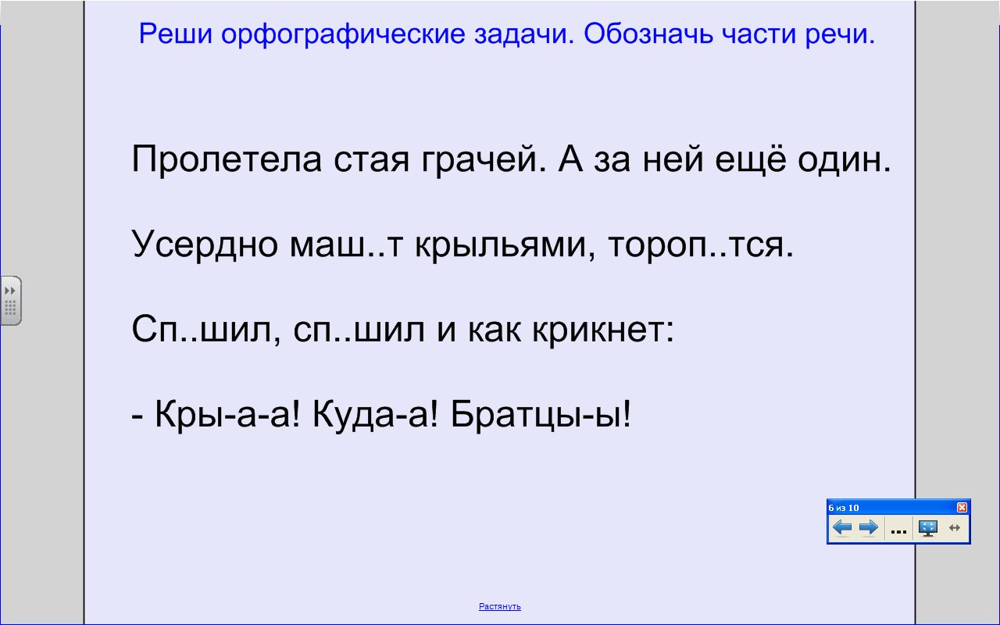 Реши орфографические задачи. Обозначь части речи.
Пролетела стая грачей. А за ней ещё один.
Усердно маш..т крыльями, тороп..тся.
Сп..шил, сп..шил и как крикнет:
- Кры-а-а! Куда-а! Братцы-ы!
6 из 10
...
Растянуть